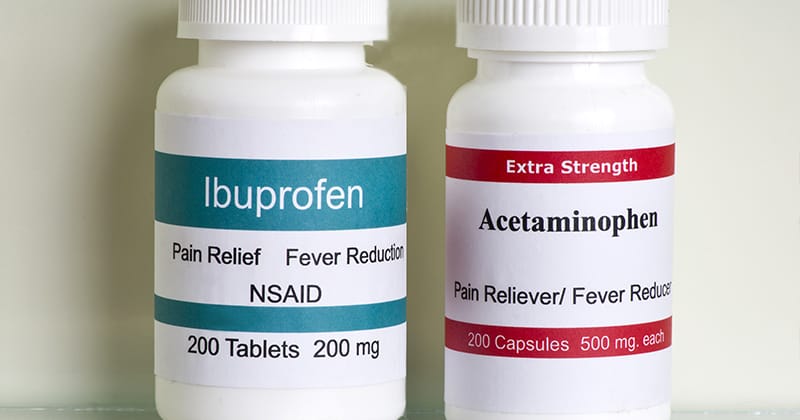 Ibuprofen
Pain Relief Fever Reduction
NSAID
200 Tablets 200 mg
Extra Strength
Acetaminophen
Pain Reliever/ Fever Reducer
200 Capsules 500 mg. each